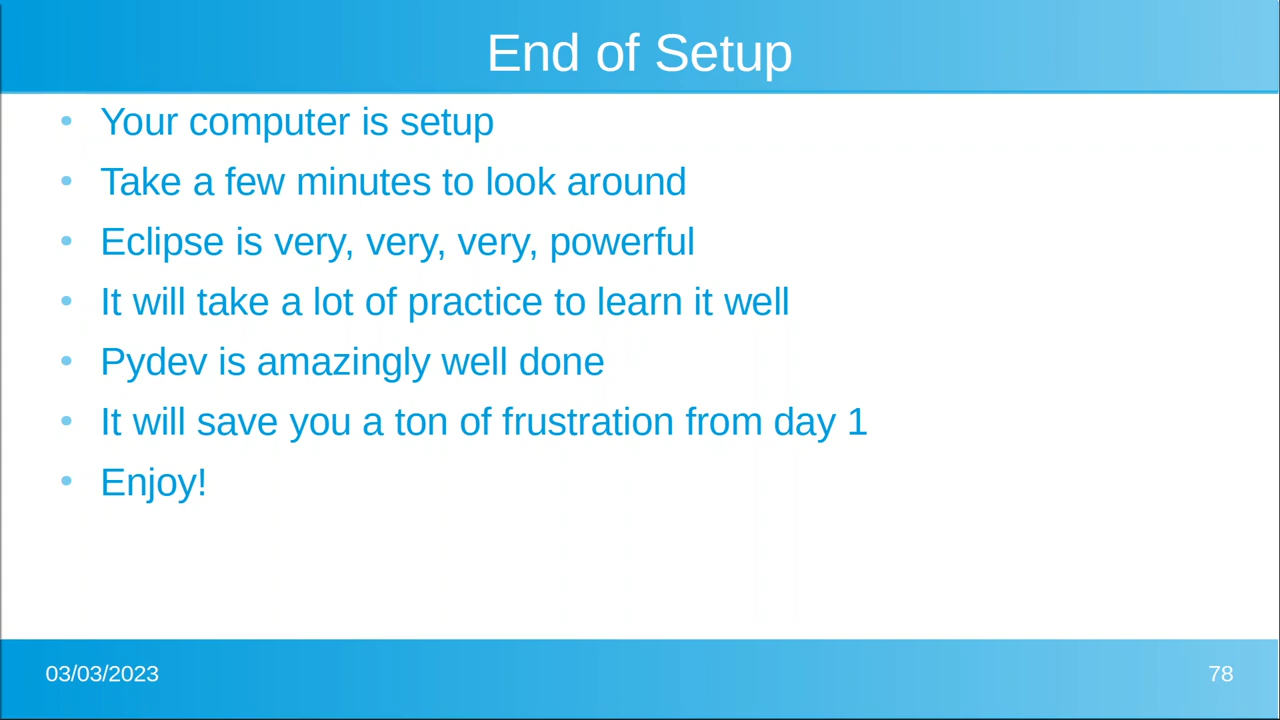 End of Setup
• Your computer is setup
• Take a few minutes to look around
• Eclipse is very, very, very, powerful
• It will take a lot of practice to learn it well
• Pydev is amazingly well done
• It will save you a ton of frustration from day 1
• Enjoy!
03/03/2023
78